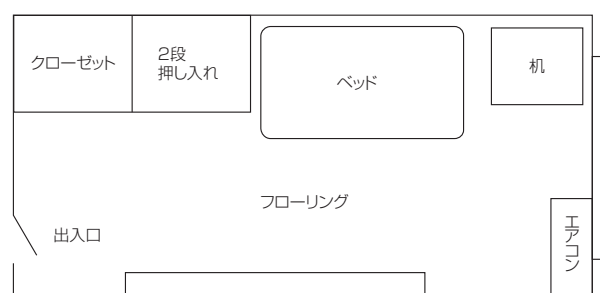 クローゼット
2段
押し入れ
ベッド
机
フローリング
出入口
エアコン